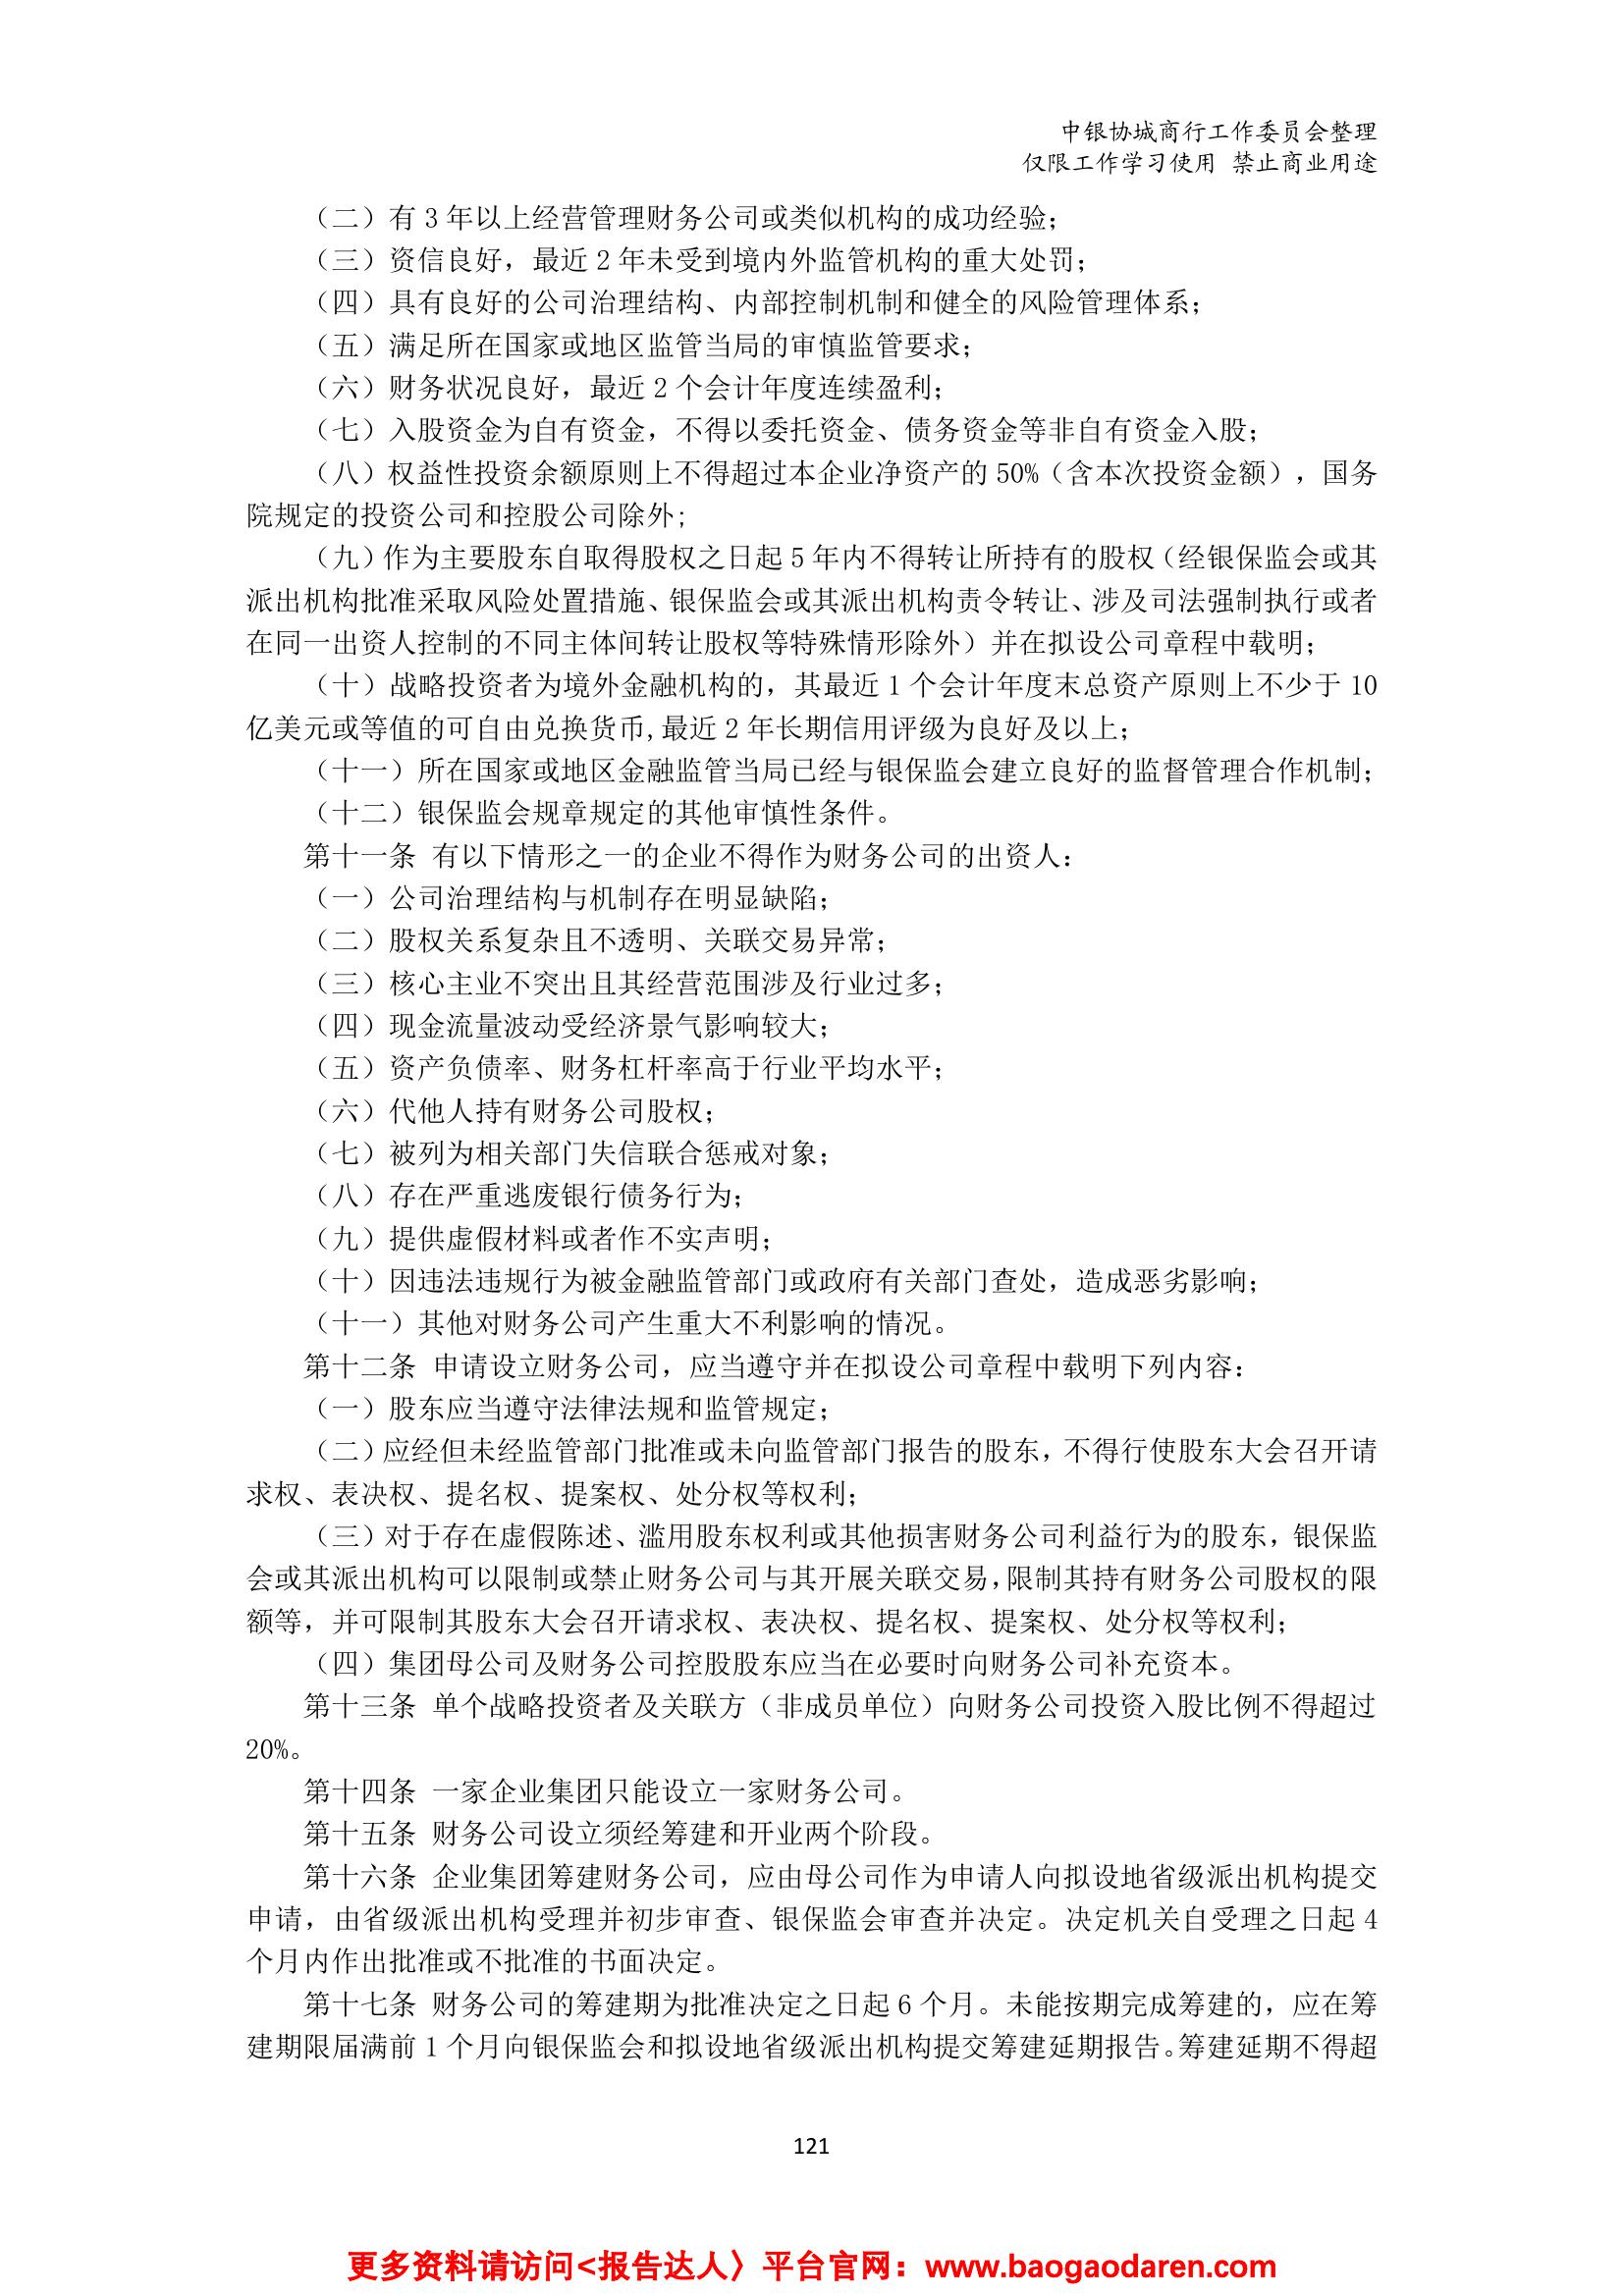 中银协城商行工作委员会整理
仅限工作学习使用 禁止商业用途
（二）有 3 年以上经营管理财务公司或类似机构的成功经验；
（三）资信良好，最近 2 年未受到境内外监管机构的重大处罚；
（四）具有良好的公司治理结构、内部控制机制和健全的风险管理体系；
（五）满足所在国家或地区监管当局的审慎监管要求；
（六）财务状况良好，最近 2 个会计年度连续盈利；
（七）入股资金为自有资金，不得以委托资金、债务资金等非自有资金入股；
（八）权益性投资余额原则上不得超过本企业净资产的 50%（含本次投资金额），国务
院规定的投资公司和控股公司除外;
（九）作为主要股东自取得股权之日起 5 年内不得转让所持有的股权（经银保监会或其
派出机构批准采取风险处置措施、银保监会或其派出机构责令转让、涉及司法强制执行或者
在同一出资人控制的不同主体间转让股权等特殊情形除外）并在拟设公司章程中载明；
（十）战略投资者为境外金融机构的，其最近 1 个会计年度末总资产原则上不少于 10
亿美元或等值的可自由兑换货币,最近 2 年长期信用评级为良好及以上；
（十一）所在国家或地区金融监管当局已经与银保监会建立良好的监督管理合作机制；
（十二）银保监会规章规定的其他审慎性条件。
第十一条 有以下情形之一的企业不得作为财务公司的出资人：
（一）公司治理结构与机制存在明显缺陷；
（二）股权关系复杂且不透明、关联交易异常；
（三）核心主业不突出且其经营范围涉及行业过多；
（四）现金流量波动受经济景气影响较大；
（五）资产负债率、财务杠杆率高于行业平均水平；
（六）代他人持有财务公司股权；
（七）被列为相关部门失信联合惩戒对象；
（八）存在严重逃废银行债务行为；
（九）提供虚假材料或者作不实声明；
（十）因违法违规行为被金融监管部门或政府有关部门查处，造成恶劣影响；
（十一）其他对财务公司产生重大不利影响的情况。
第十二条 申请设立财务公司，应当遵守并在拟设公司章程中载明下列内容：
（一）股东应当遵守法律法规和监管规定；
（二）应经但未经监管部门批准或未向监管部门报告的股东，不得行使股东大会召开请
求权、表决权、提名权、提案权、处分权等权利；
（三）对于存在虚假陈述、滥用股东权利或其他损害财务公司利益行为的股东，银保监
会或其派出机构可以限制或禁止财务公司与其开展关联交易，限制其持有财务公司股权的限
额等，并可限制其股东大会召开请求权、表决权、提名权、提案权、处分权等权利；
（四）集团母公司及财务公司控股股东应当在必要时向财务公司补充资本。
第十三条 单个战略投资者及关联方（非成员单位）向财务公司投资入股比例不得超过
20%。
第十四条 一家企业集团只能设立一家财务公司。
第十五条 财务公司设立须经筹建和开业两个阶段。
第十六条 企业集团筹建财务公司，应由母公司作为申请人向拟设地省级派出机构提交
申请，由省级派出机构受理并初步审查、银保监会审查并决定。决定机关自受理之日起 4
个月内作出批准或不批准的书面决定。
第十七条 财务公司的筹建期为批准决定之日起 6 个月。未能按期完成筹建的，应在筹
建期限届满前 1 个月向银保监会和拟设地省级派出机构提交筹建延期报告。筹建延期不得超
121
更多资料请访问<报告达人〉平台官网：www.baogaodaren.com